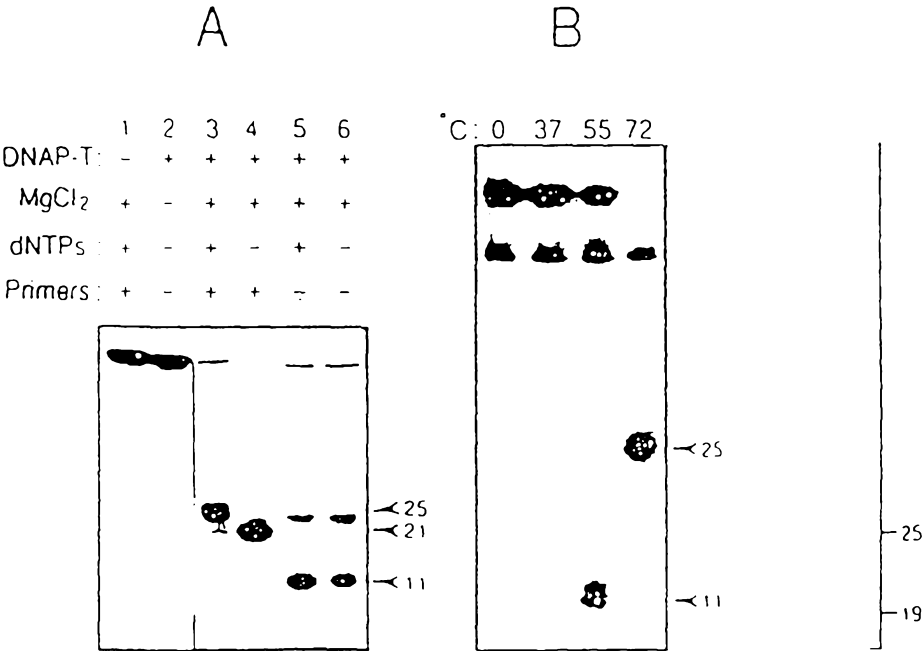 A
B
1 2 3 4 5 6
DNAP-T: - + + + + +
MgCl2 + - + + + +
dNTPs: + - + - + -
Primers: + - + + - -
25
21
11
°C: 0 37 55 72
25
11
25
19